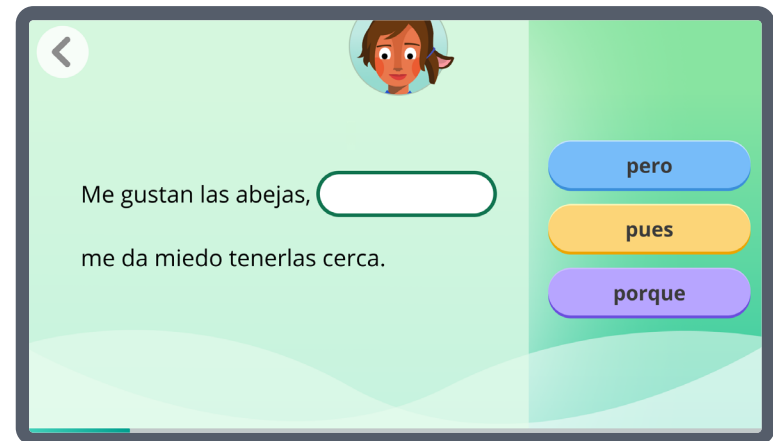 Me gustan las abejas,
me da miedo tenerlas cerca.
pero
pues
porque